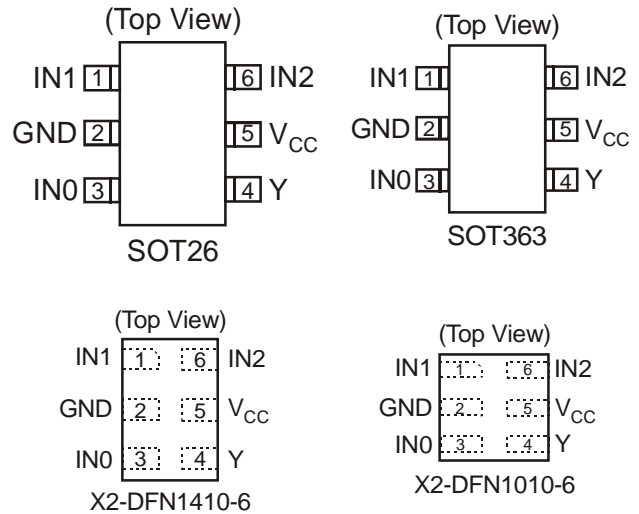 (Top View)
IN1 1 6 IN2
GND 2 5 VCC
IN0 3 4 Y
SOT26
(Top View)
IN1 1 6 IN2
GND 2 5 VCC
IN0 3 4 Y
SOT363
(Top View)
IN1 1 6 IN2
GND 2 5 VCC
IN0 3 4 Y
X2-DFN1410-6
(Top View)
IN1 1 6 IN2
GND 2 5 VCC
IN0 3 4 Y
X2-DFN1010-6